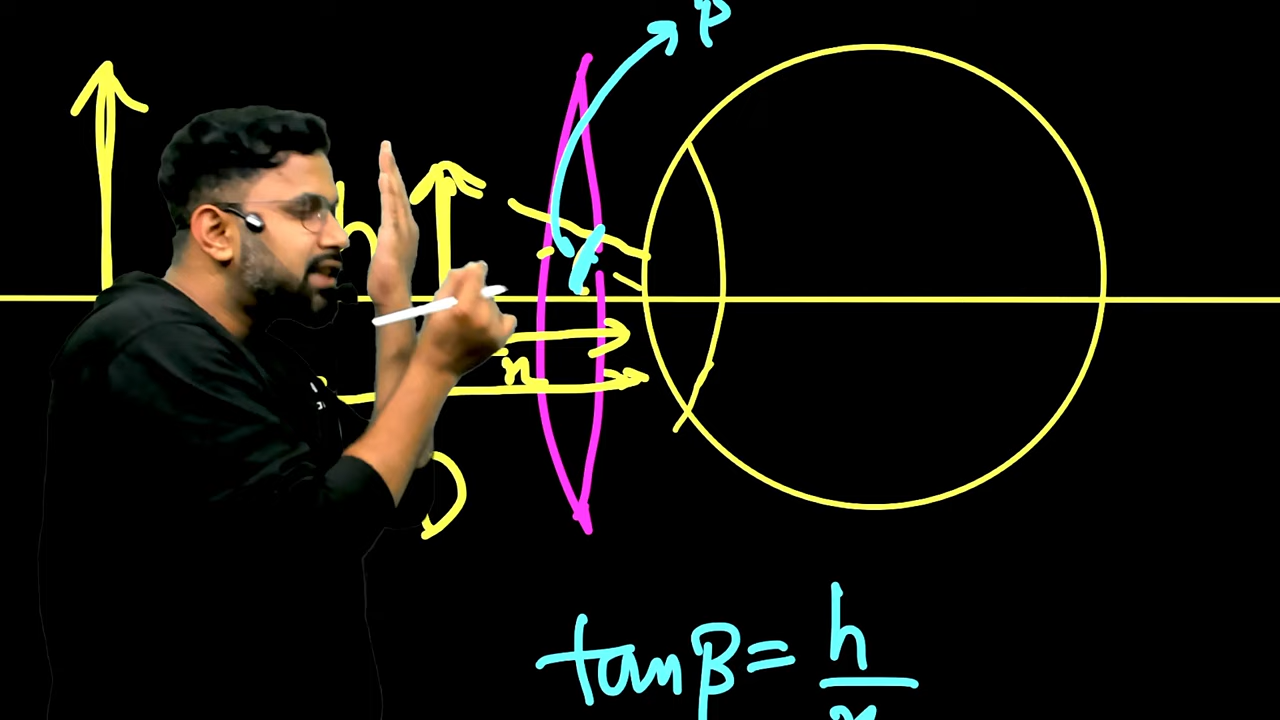 β
h
x
D
tan β = h/x